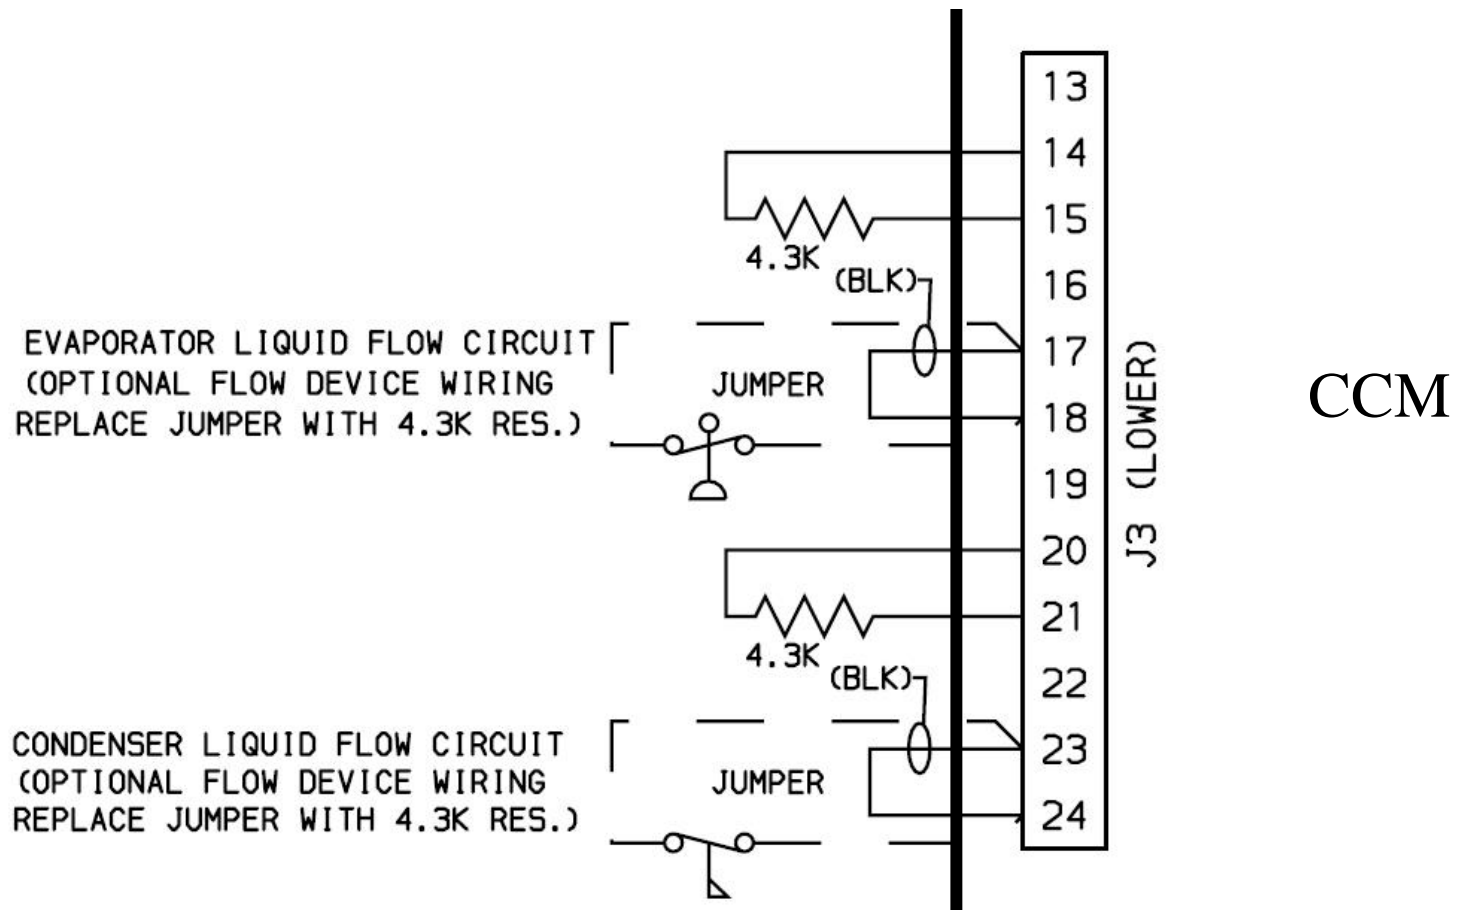 13
14
15
4.3K
(BLK)
16
EVAPORATOR LIQUID FLOW CIRCUIT
(OPTIONAL FLOW DEVICE WIRING
REPLACE JUMPER WITH 4.3K RES.)
JUMPER
17
18
J3 (LOWER)
CCM
19
20
21
4.3K
(BLK)
22
CONDENSER LIQUID FLOW CIRCUIT
(OPTIONAL FLOW DEVICE WIRING
REPLACE JUMPER WITH 4.3K RES.)
JUMPER
23
24